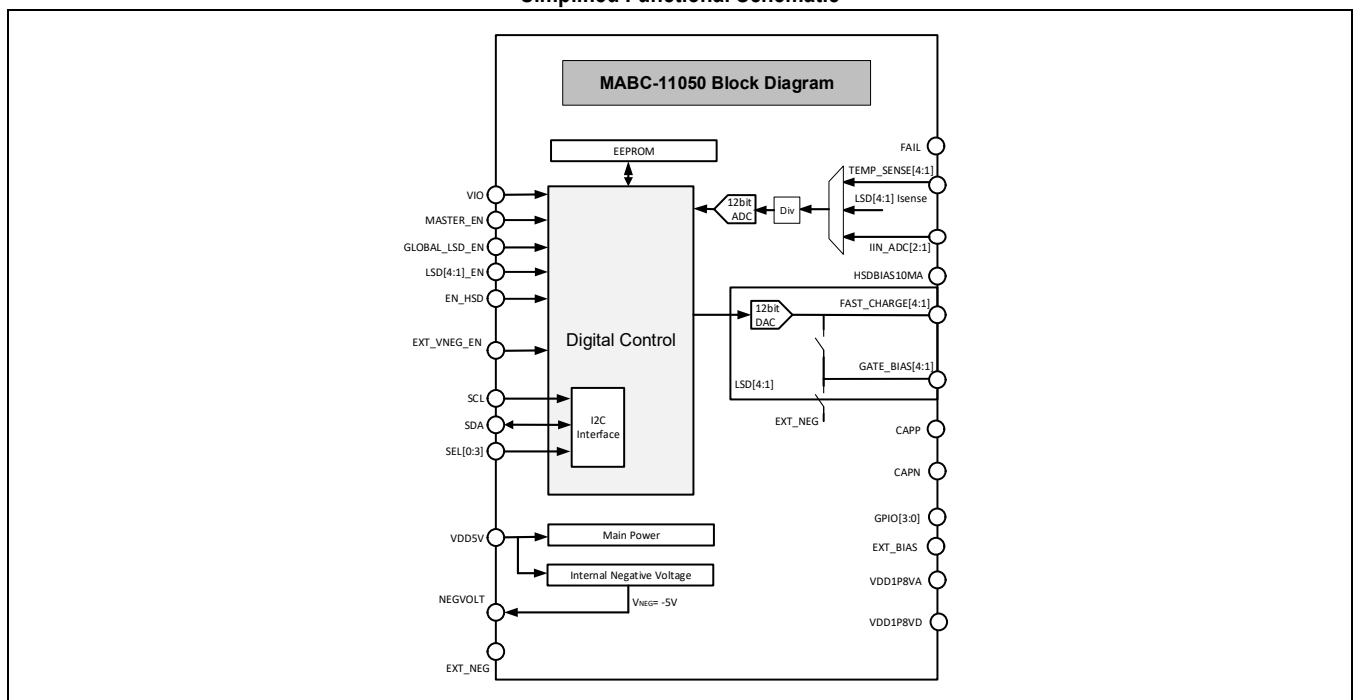 Simplified Functional Schematic
MABC-11050 Block Diagram
EEPROM
VIO
MASTER_EN
GLOBAL_LSD_EN
LSD[4:1]_EN
EN_HSD
EXT_VNEG_EN
SCL
SDA
SEL[0:3]
Digital Control
I2C
Interface
12bit
ADC
Div
FAIL
TEMP_SENSE[4:1]
LSD[4:1] Isense
IIN_ADC[2:1]
HSDBIAS10MA
12bit
DAC
FAST_CHARGE[4:1]
GATE_BIAS[4:1]
LSD[4:1]
EXT_NEG
CAPP
CAPN
GPIO[3:0]
EXT_BIAS
VDD1P8VA
VDD1P8VD
VDD5V
Main Power
Internal Negative Voltage
NEGVOLT
VNEG= -5V
EXT_NEG